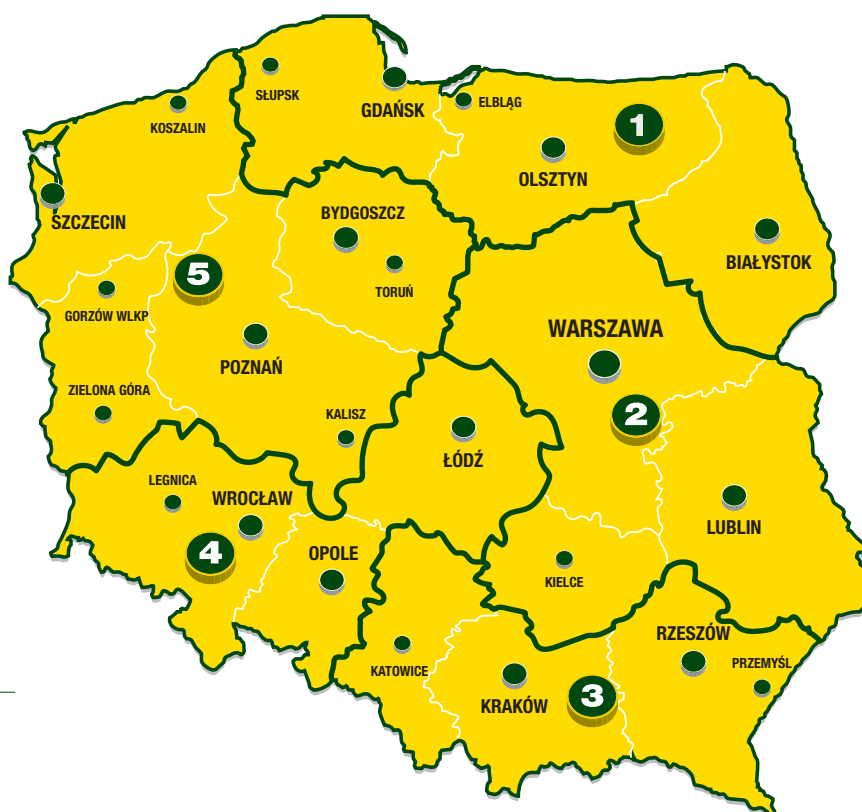 SŁUPSK
GDAŃSK
ELBLĄG
KOSZALIN
1
OLSZTYN
SZCZECIN
BYDGOSZCZ
BIAŁYSTOK
5
TORUŃ
GORZÓW WLKP
WARSZAWA
POZNAŃ
ZIELONA GÓRA
KALISZ
2
ŁÓDŹ
LEGNICA
WROCŁAW
LUBLIN
4
OPOLE
KIELCE
RZESZÓW
KATOWICE
PRZEMYŚL
KRAKÓW
3